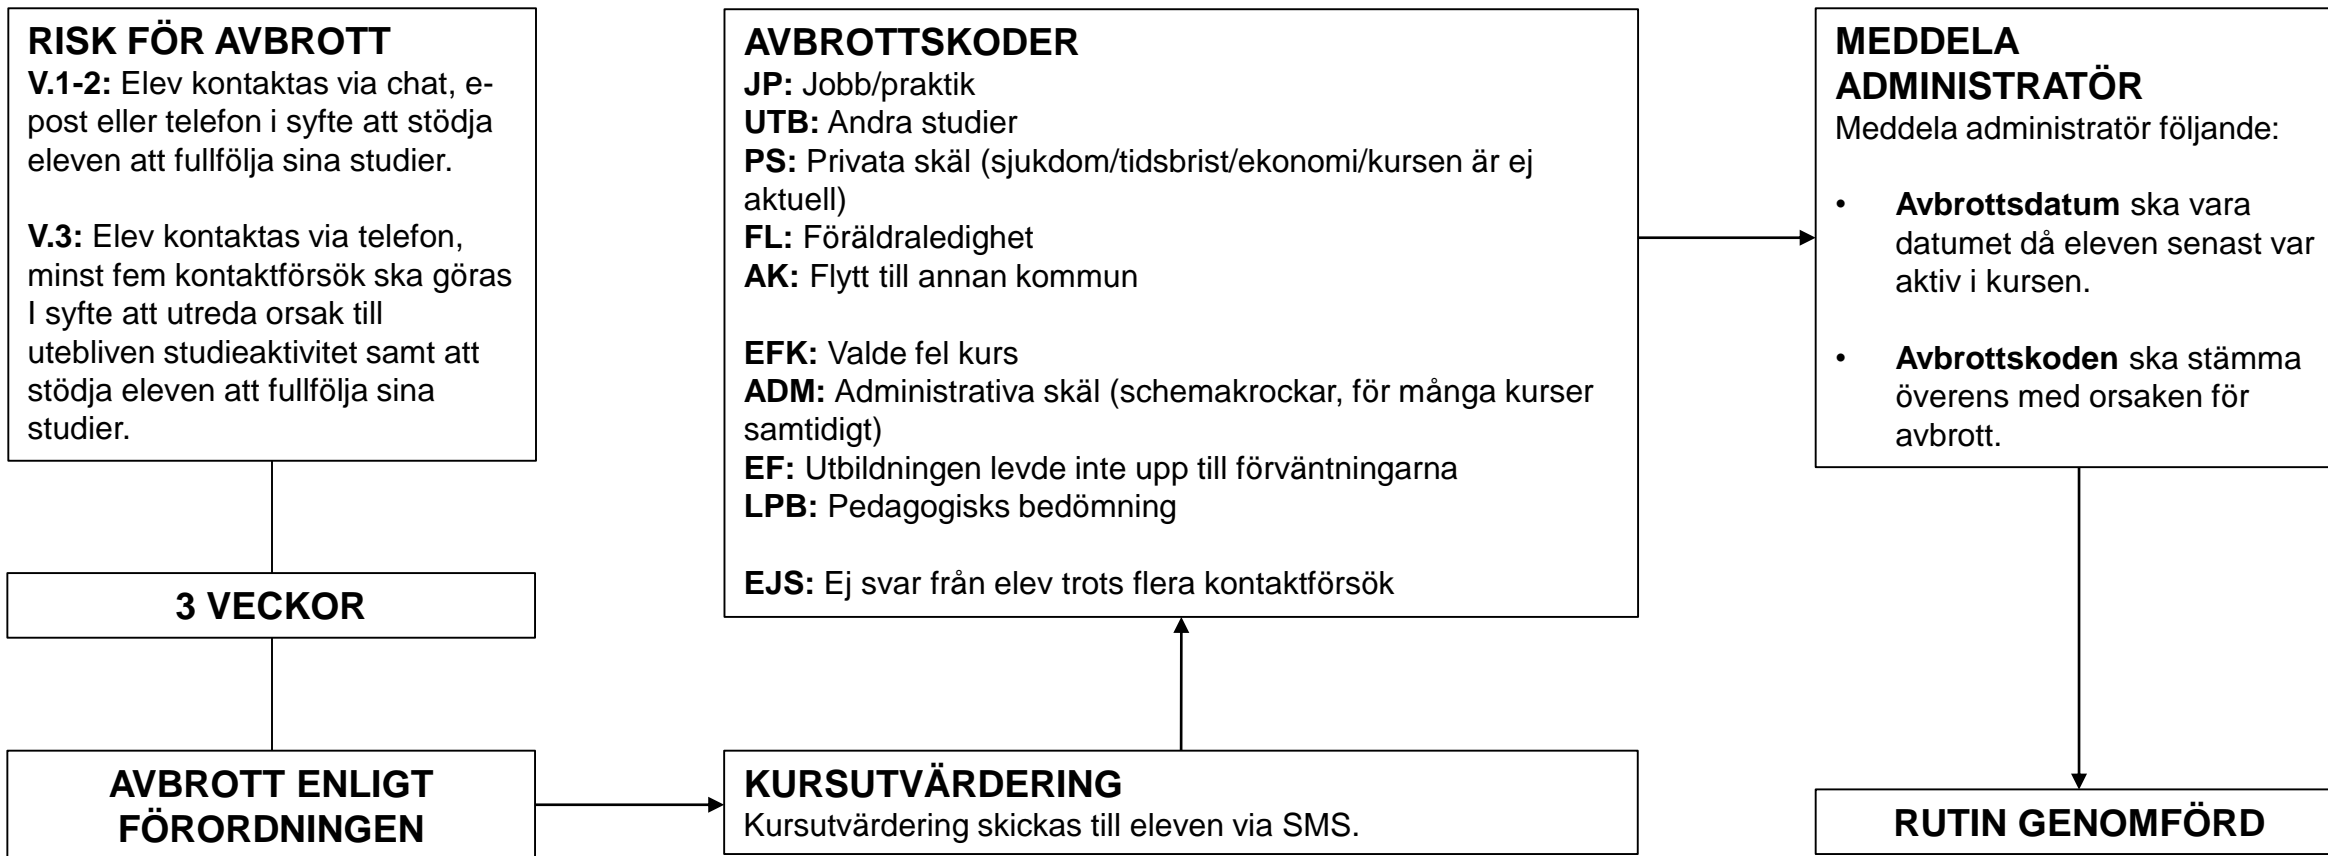 RISK FÖR AVBROTT
V.1-2: Elev kontaktas via chat, e-
post eller telefon i syfte att stödja
eleven att fullfölja sina studier.
V.3: Elev kontaktas via telefon,
minst fem kontaktförsök ska göras
I syfte att utreda orsak till
utebliven studieaktivitet samt att
stödja eleven att fullfölja sina
studier.
3 VECKOR
AVBROTT ENLIGT
FÖRORDNINGEN
KURSUTVÄRDERING
Kursutvärdering skickas till eleven via SMS.
AVBROTTSKODER
JP: Jobb/praktik
UTB: Andra studier
PS: Privata skäl (sjukdom/tidsbrist/ekonomi/kursen är ej
aktuell)
FL: Föräldraledighet
AK: Flytt till annan kommun
EFK: Valde fel kurs
ADM: Administrativa skäl (schemakrockar, för många kurser
samtidigt)
EF: Utbildningen levde inte upp till förväntningarna
LPB: Pedagogisks bedömning
EJS: Ej svar från elev trots flera kontaktförsök
MEDDELA
ADMINISTRATÖR
Meddela administratör följande:
• Avbrottsdatum ska vara
datumet då eleven senast var
aktiv i kursen.
• Avbrottskoden ska stämma
överens med orsaken för
avbrott.
RUTIN GENOMFÖRD